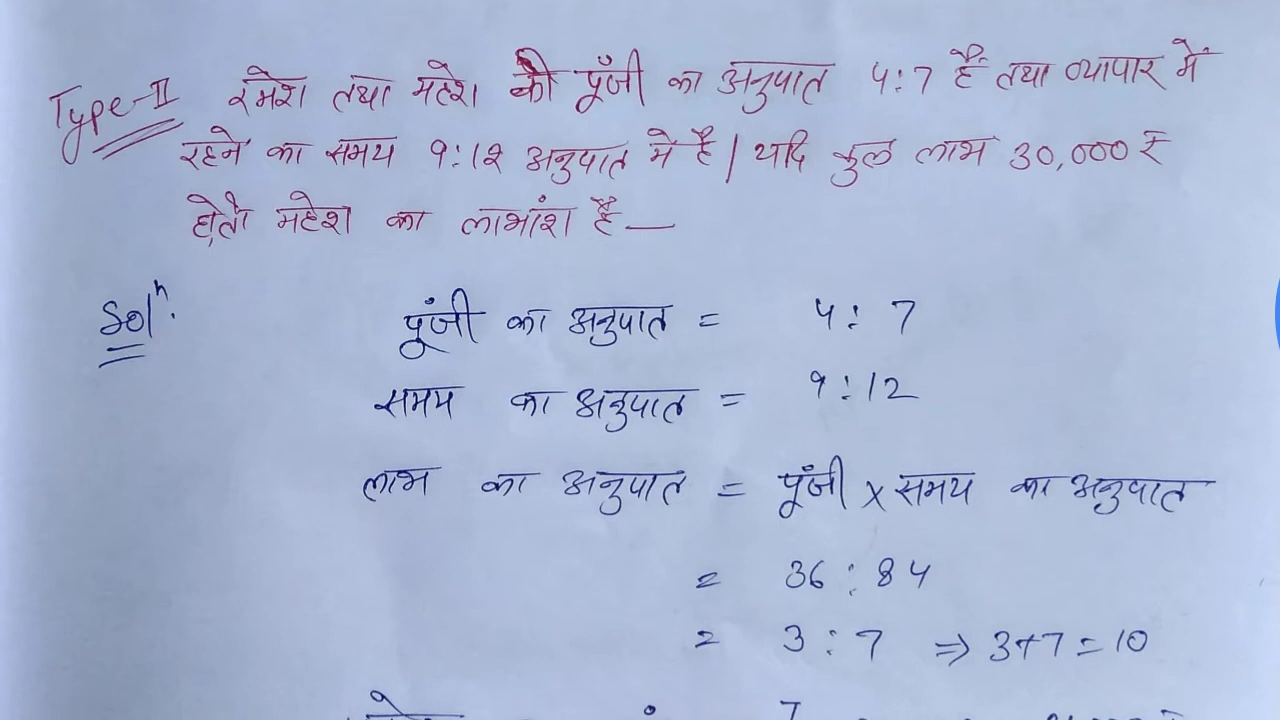 Type-II रमेश तथा महेश की पूँजी का अनुपात 4:7 है तथा व्यापार में
रहने का समय 9:12 अनुपात में है | यदि कुल लाभ 30,000 ₹
हो,तो महेश का लाभांश है —
Solⁿ. पूंजी का अनुपात = 4 : 7
समय का अनुपात = 9 : 12
लाभ का अनुपात = पूंजी × समय का अनुपात
= 36 : 84
= 3 : 7 ⇒ 3+7 = 10
7